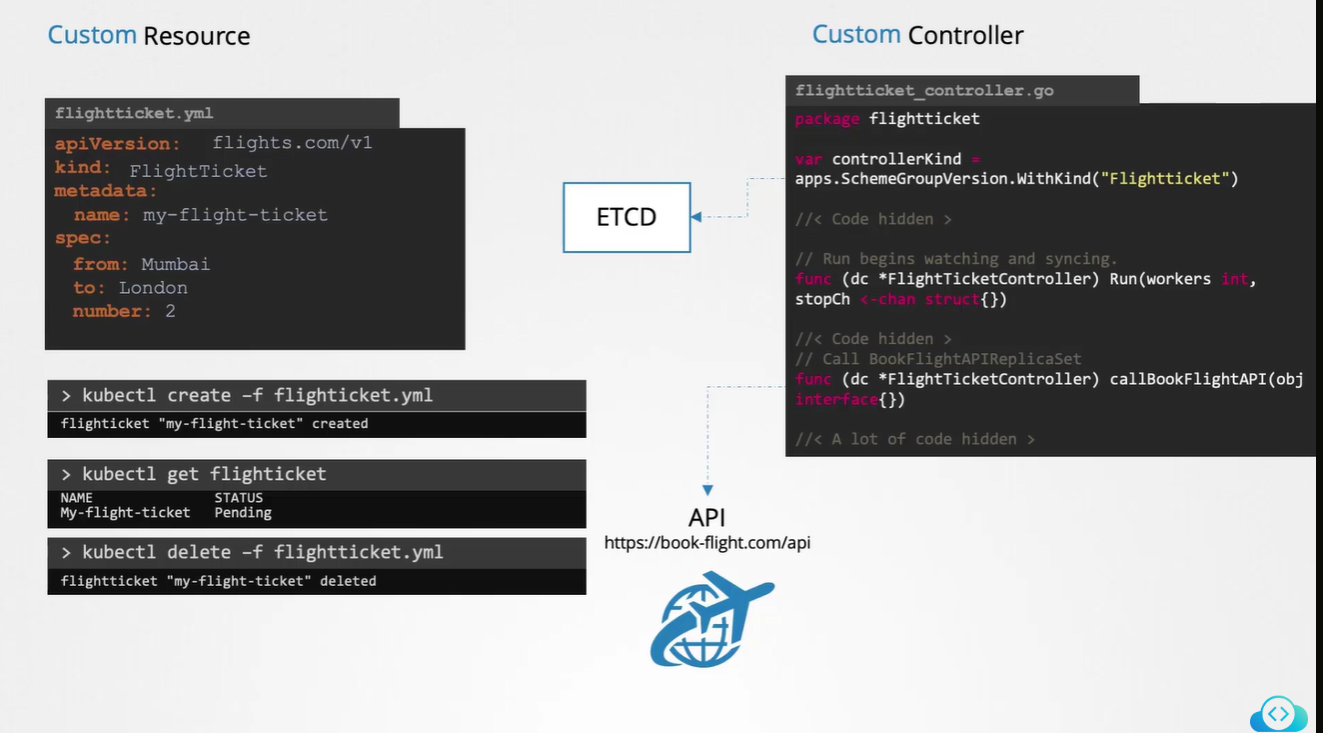 Custom Resource
flightticket.yml
apiVersion: flights.com/v1
kind: FlightTicket
metadata:
name: my-flight-ticket
spec:
from: Mumbai
to: London
number: 2
> kubectl create –f flighticket.yml
flighticket "my-flight-ticket" created
> kubectl get flighticket
NAME STATUS
My-flight-ticket Pending
> kubectl delete –f flightticket.yml
flightticket "my-flight-ticket" deleted
ETCD
API
https://book-flight.com/api
Custom Controller
flightticket_controller.go
package flightticket
var controllerKind =
apps.SchemeGroupVersion.WithKind("Flightticket")
//< Code hidden >
// Run begins watching and syncing.
func (dc *FlightTicketController) Run(workers int,
stopCh <-chan struct{})
//< Code hidden >
// Call BookFlightAPIReplicaSet
func (dc *FlightTicketController) callBookFlightAPI(obj
interface{})
//< A lot of code hidden >